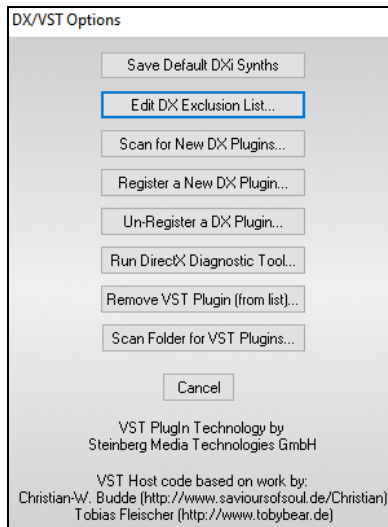 DX/VST Options
Save Default DXi Synths
Edit DX Exclusion List...
Scan for New DX Plugins...
Register a New DX Plugin...
Un-Register a DX Plugin...
Run DirectX Diagnostic Tool...
Remove VST Plugin (from list)...
Scan Folder for VST Plugins...
Cancel
VST PlugIn Technology by
Steinberg Media Technologies GmbH
VST Host code based on work by:
Christian-W. Budde (http://www.savioursofsoul.de/Christian)
Tobias Fleischer (http://www.tobybear.de)